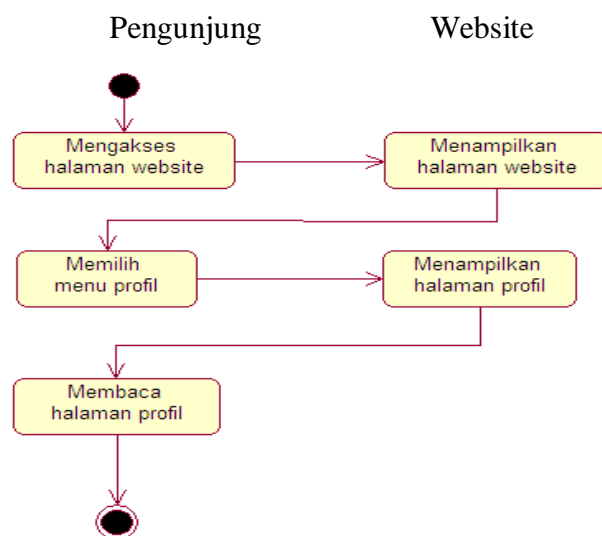 Pengunjung Website
Mengakses
halaman website
Menampilkan
halaman website
Memilih
menu profil
Menampilkan
halaman profil
Membaca
halaman profil